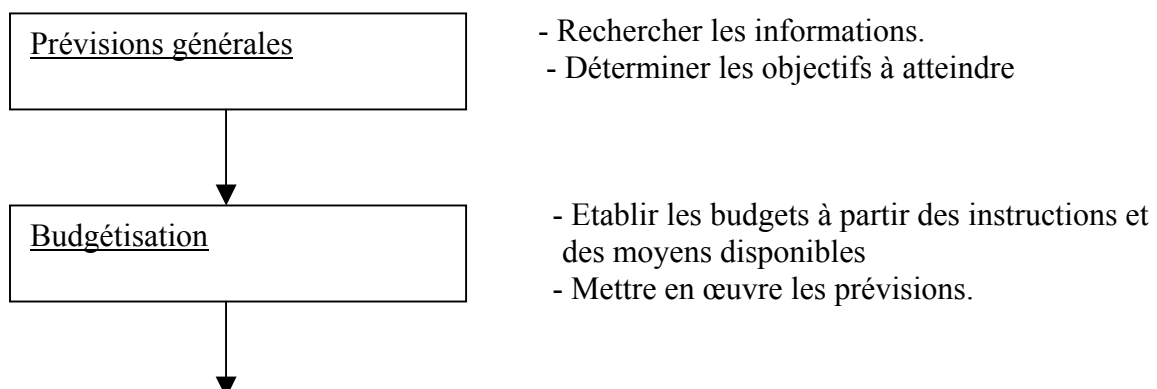 Prévisions générales
- Rechercher les informations.
- Déterminer les objectifs à atteindre
Budgétisation
- Etablir les budgets à partir des instructions et
des moyens disponibles
- Mettre en œuvre les prévisions.